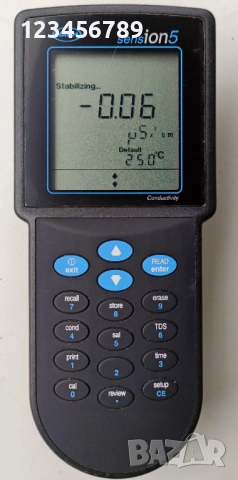 123456789
sension5
Stabilizing...
-0.06
µS/cm
Default
25.0°C
Conductivity
exit
READ
enter
recall
7
store
8
erase
9
cond
4
sal
5
TDS
6
print
1
2
time
3
cal
0
review
.
setup
CE
BAZAR